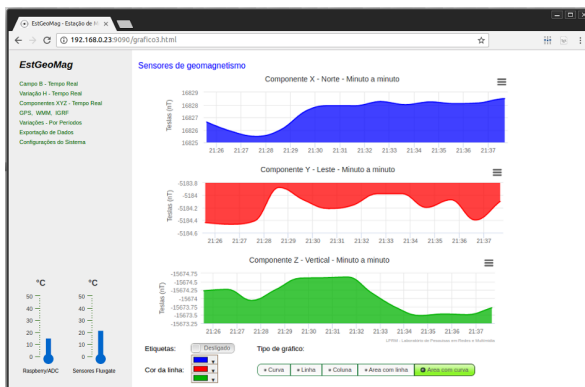 EstGeoMag - Estação de M
192.168.0.23:9090/grafico3.html
EstGeoMag
Campo B - Tempo Real
Variação H - Tempo Real
Componentes XYZ - Tempo Real
GPS, WMM, IGRF
Variações - Por Períodos
Exportação de Dados
Configurações do Sistema
Sensores de geomagnetismo
Componente X - Norte - Minuto a minuto
Teslas (nT)
16829
16828
16827
16826
16825
21:26 21:27 21:28 21:29 21:30 21:31 21:32 21:33 21:34 21:35 21:36 21:37
Componente Y - Leste - Minuto a minuto
Teslas (nT)
-5183.8
-5184
-5184.2
-5184.4
-5184.6
21:26 21:27 21:28 21:29 21:30 21:31 21:32 21:33 21:34 21:35 21:36 21:37
Componente Z - Vertical - Minuto a minuto
Teslas (nT)
-15674.75
-15674.5
-15674.25
-15674
-15673.75
-15673.5
-15673.25
21:26 21:27 21:28 21:29 21:30 21:31 21:32 21:33 21:34 21:35 21:36 21:37
°C °C
50 50
40 40
30 30
20 20
10 10
0 0
Raspberry/ADC Sensores Fluxgate
Etiquetas: Desligado Tipo de gráfico:
Cor da linha: Curva Linha Coluna Area com linha Area com curva